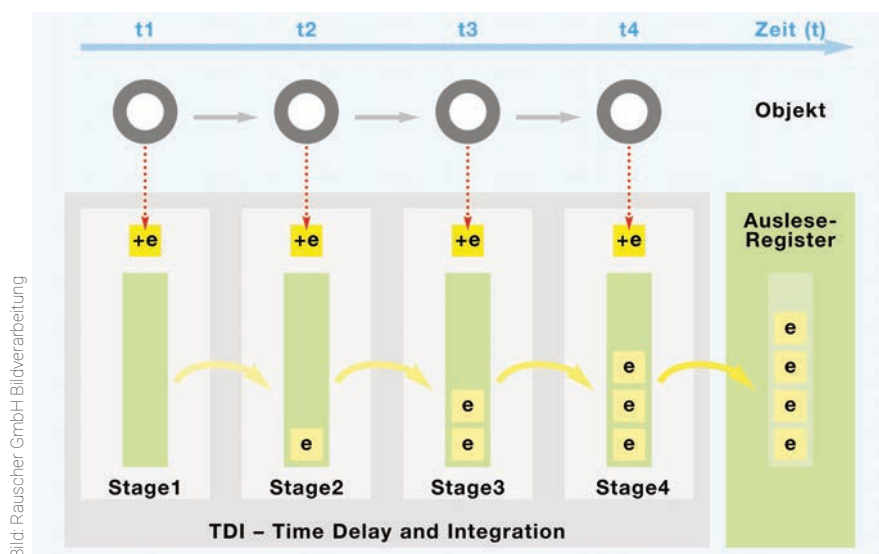 t1 t2 t3 t4 Zeit (t)
Objekt
+e +e +e +e
Auslese-
Register
e
e e
e e e
e e e e
Stage1 Stage2 Stage3 Stage4
TDI – Time Delay and Integration
Bild: Rauscher GmbH Bildverarbeitung